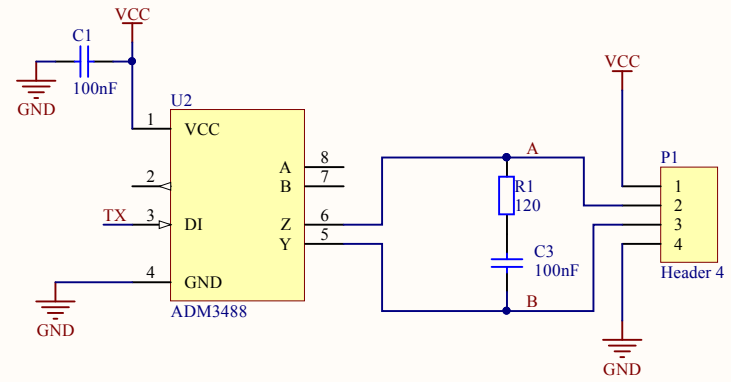 VCC
C1
100nF
GND
U2
1 VCC
2
TX 3 DI
4 GND
A 8
B 7
Z 6
Y 5
ADM3488
GND
A
R1
120
C3
100nF
B
VCC
P1
1
2
3
4
Header 4
GND